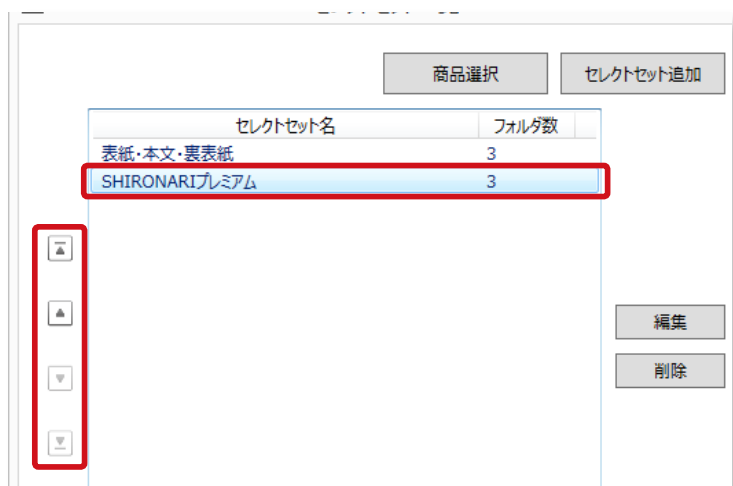 商品選択 セレクトセット追加
セレクトセット名 フォルダ数
表紙・本文・裏表紙 3
SHIRONARIプレミアム 3
編集
削除